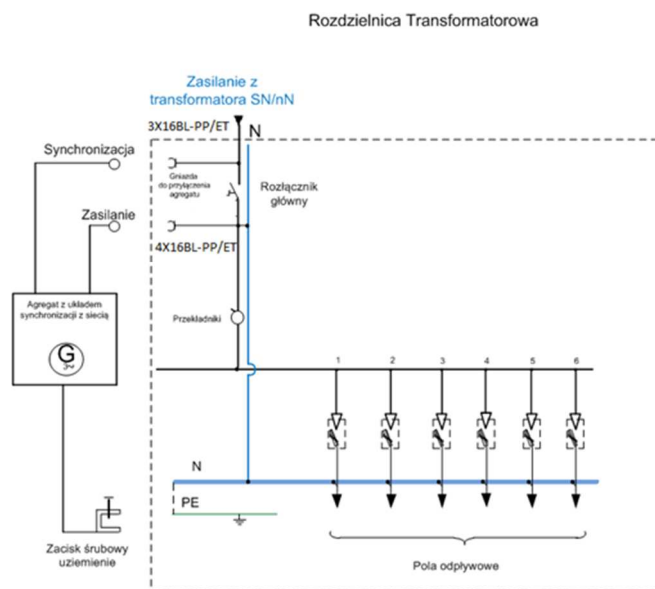 Rozdzielnica Transformatorowa
Zasilanie z
transformatora SN/nN
3X16BL-PP/ET
N
Synchronizacja
Gniazda
do przyłączenia
agregatu
Rozłącznik
główny
Zasilanie
4X16BL-PP/ET
Agregat z układem
synchronizacji z siecią
G
3~
Przekładniki
1 2 3 4 5 6
N
PE
Zacisk śrubowy
uziemienie
Pola odpływowe